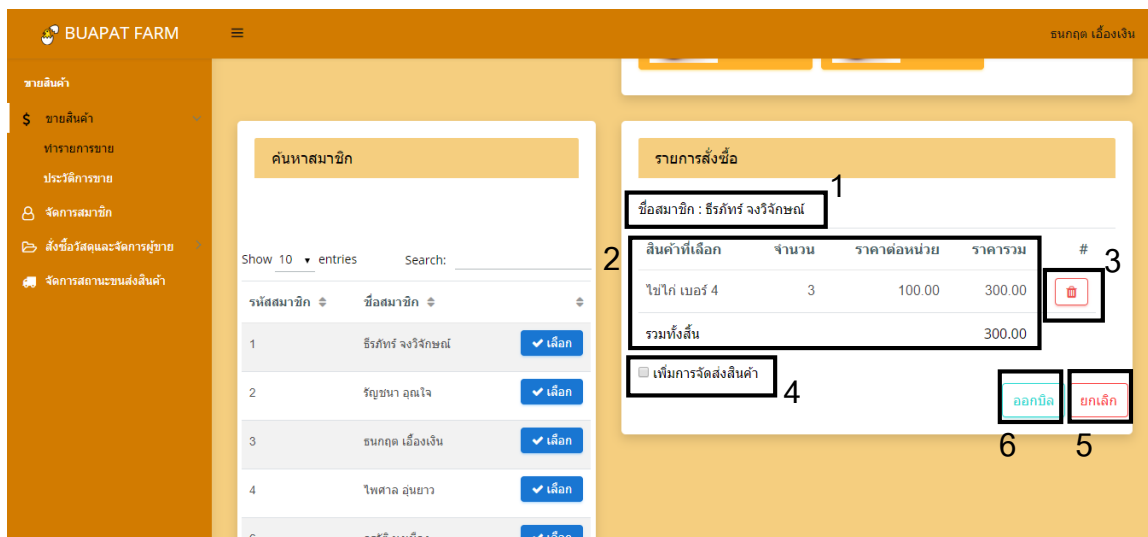 BUAPAT FARM
ธนกฤต เอื้องเงิน
ขายสินค้า
$ ขายสินค้า
ทำรายการขาย
ประวัติการขาย
จัดการสมาชิก
สั่งซื้อวัสดุและจัดการผู้ขาย
จัดการสถานะขนส่งสินค้า
ค้นหาสมาชิก
Show 10 entries Search:
รหัสสมาชิก ชื่อสมาชิก
1 ธีรภัทร์ จงวิจักษณ์ เลือก
2 รัญชนา อุณใจ เลือก
3 ธนกฤต เอื้องเงิน เลือก
4 ไพศาล อุ่นยาว เลือก
รายการสั่งซื้อ
1
ชื่อสมาชิก : ธีรภัทร์ จงวิจักษณ์
2
สินค้าที่เลือก จำนวน ราคาต่อหน่วย ราคารวม #
3
ไข่ไก่ เบอร์ 4 3 100.00 300.00
รวมทั้งสิ้น 300.00
เพิ่มการจัดส่งสินค้า
4
ออกบิล ยกเลิก
6 5